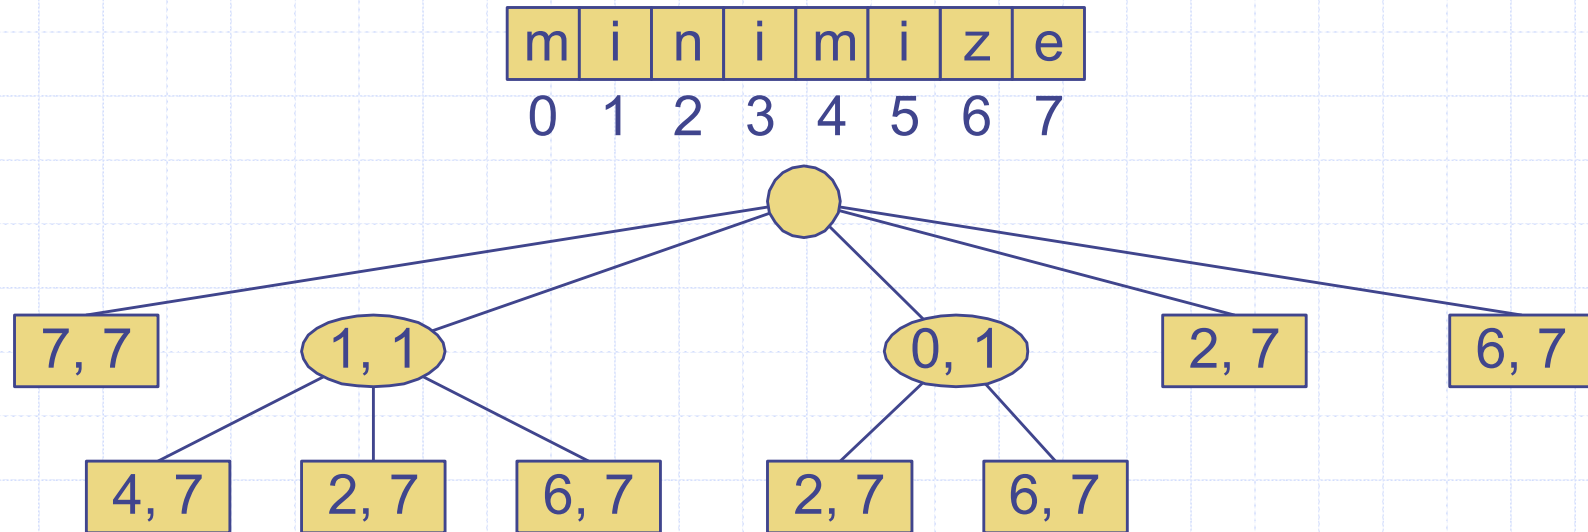 m i n i m i z e
0 1 2 3 4 5 6 7
7, 7 1, 1 0, 1 2, 7 6, 7
4, 7 2, 7 6, 7 2, 7 6, 7